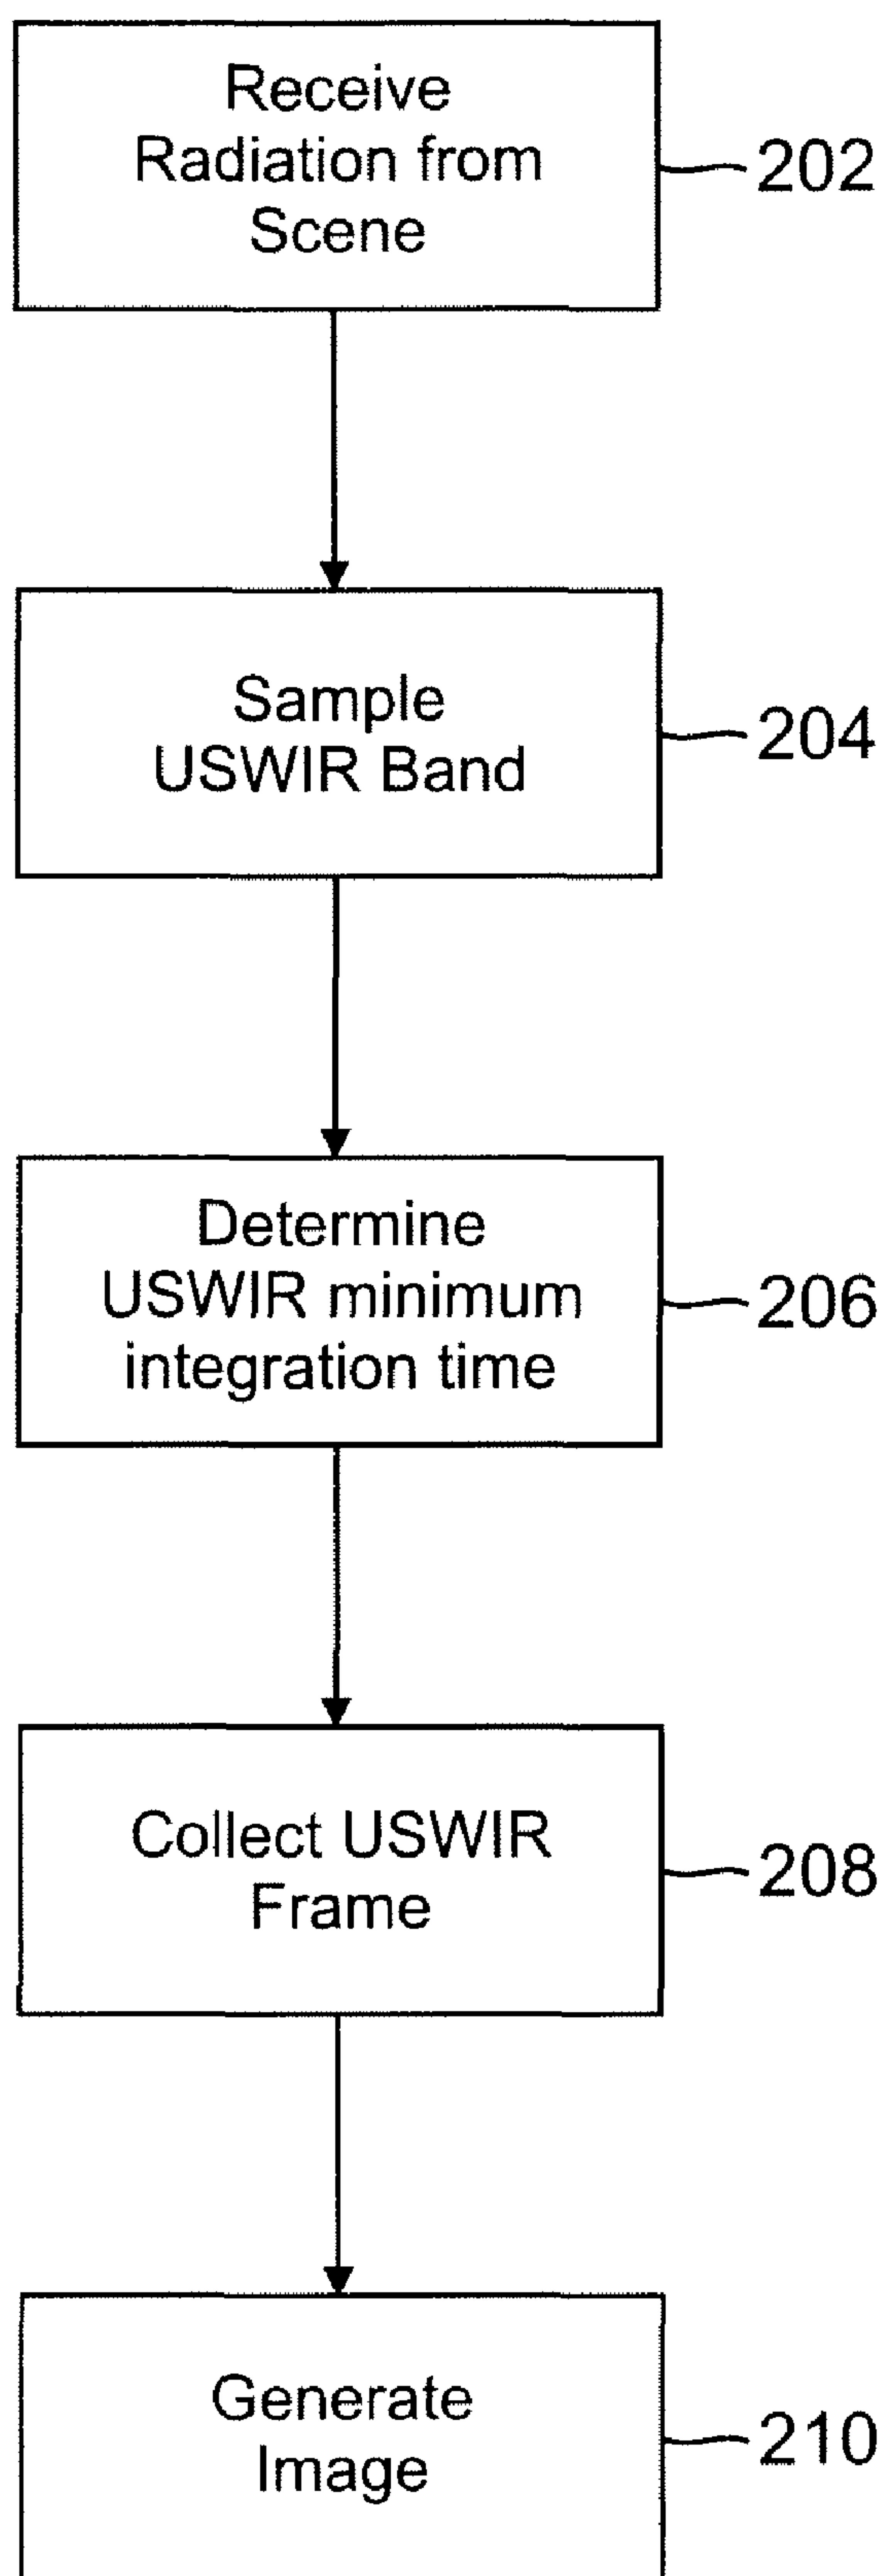 Receive
Radiation from
Scene
202
Sample
USWIR Band
204
Determine
USWIR minimum
integration time
206
Collect USWIR
Frame
208
Generate
Image
210